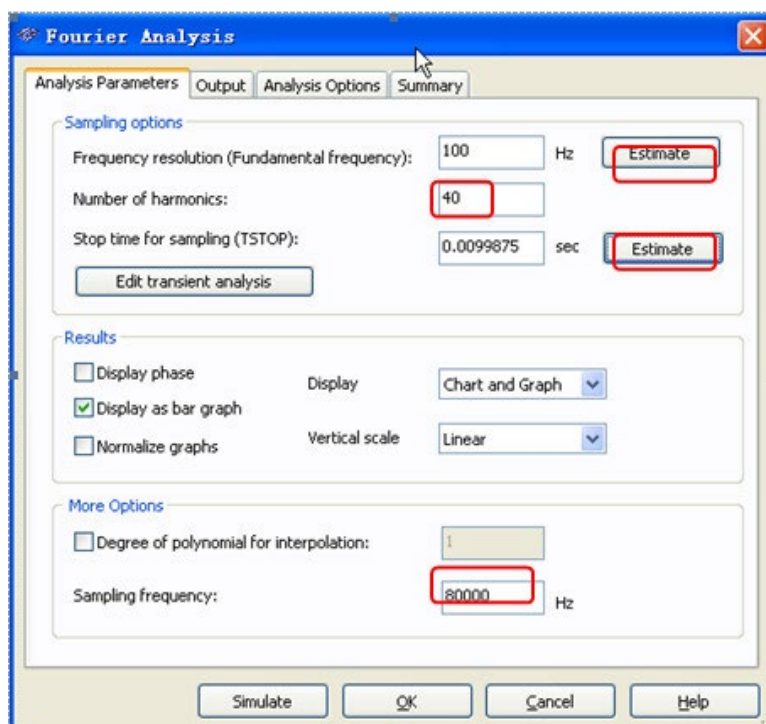 Fourier Analysis
Analysis Parameters Output Analysis Options Summary
Sampling options
Frequency resolution (Fundamental frequency): 100 Hz Estimate
Number of harmonics: 40
Stop time for sampling (TSTOP): 0.0099875 sec Estimate
Edit transient analysis
Results
Display phase
Display Chart and Graph
Display as bar graph
Normalize graphs
Vertical scale Linear
More Options
Degree of polynomial for interpolation: 1
Sampling frequency: 80000 Hz
Simulate OK Cancel Help